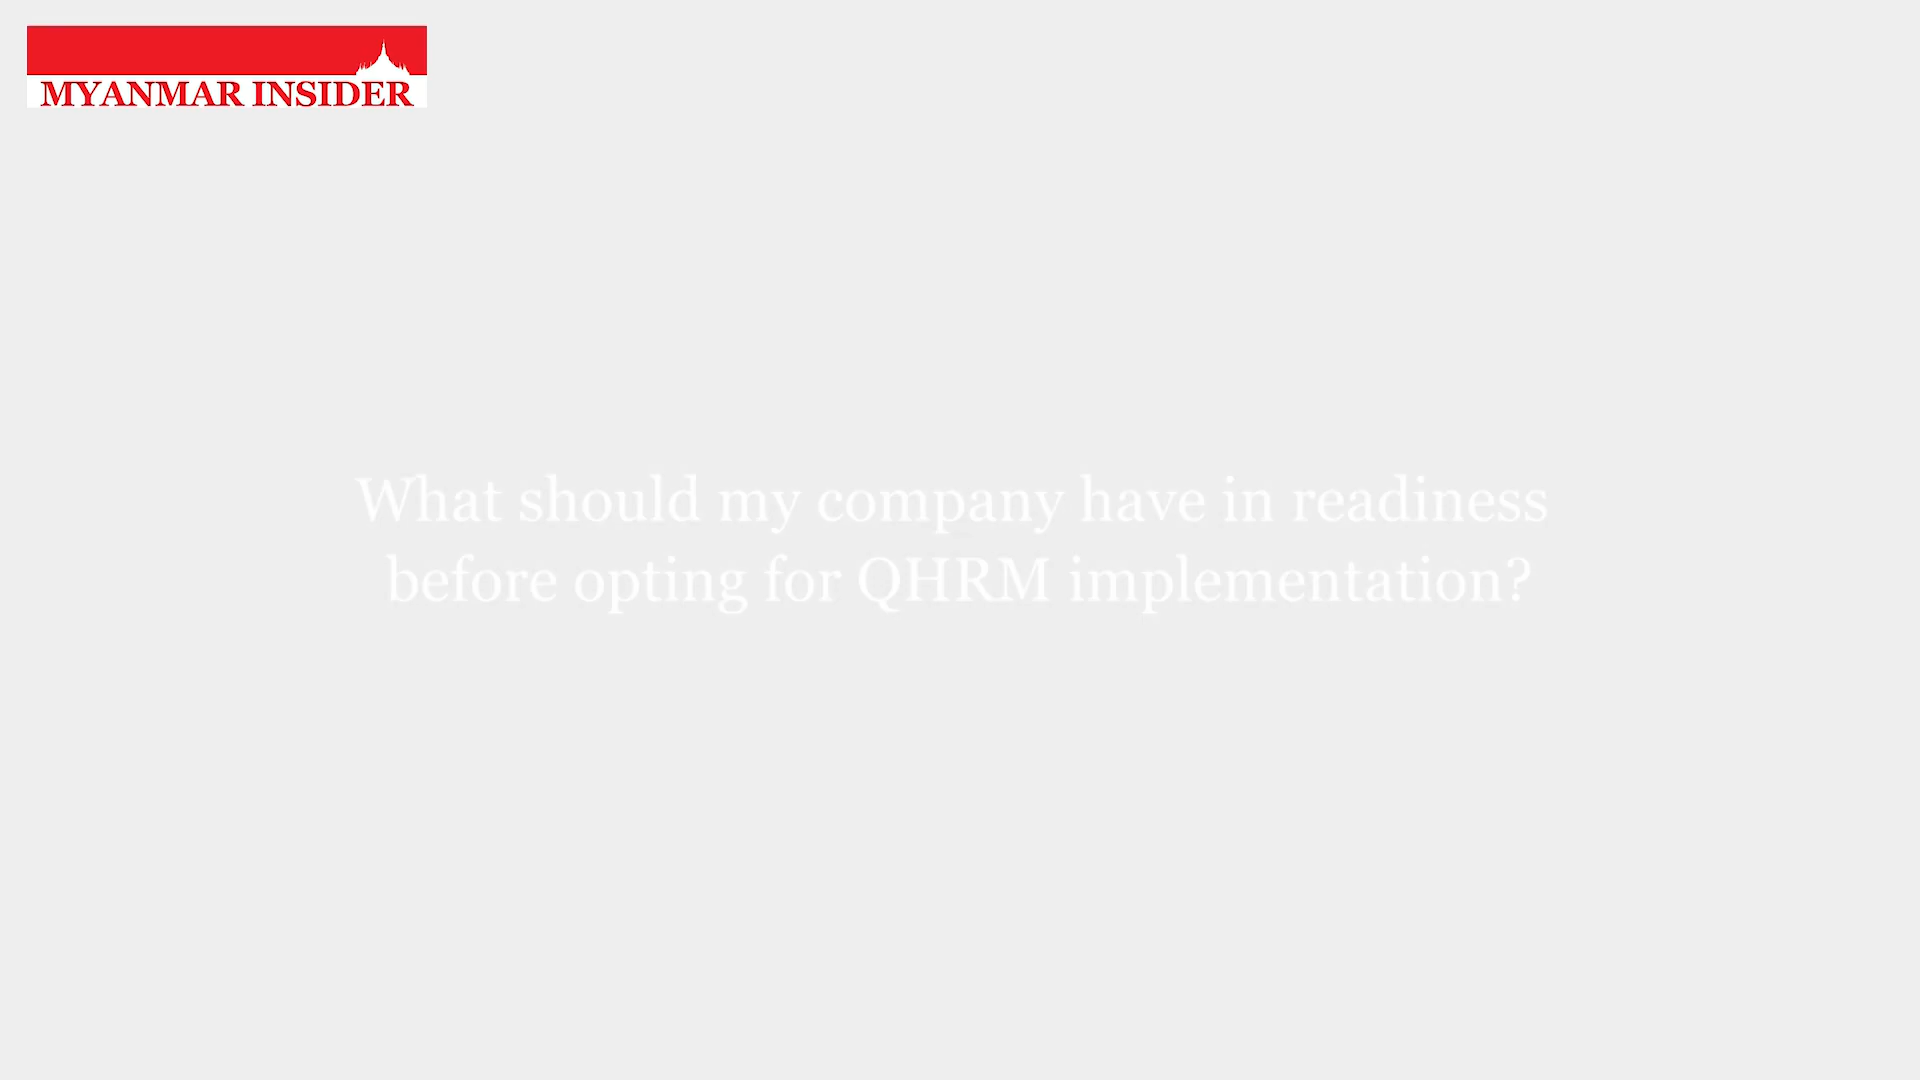 MYANMAR INSIDER
What should my company have in readiness
before opting for QHRM implementation?